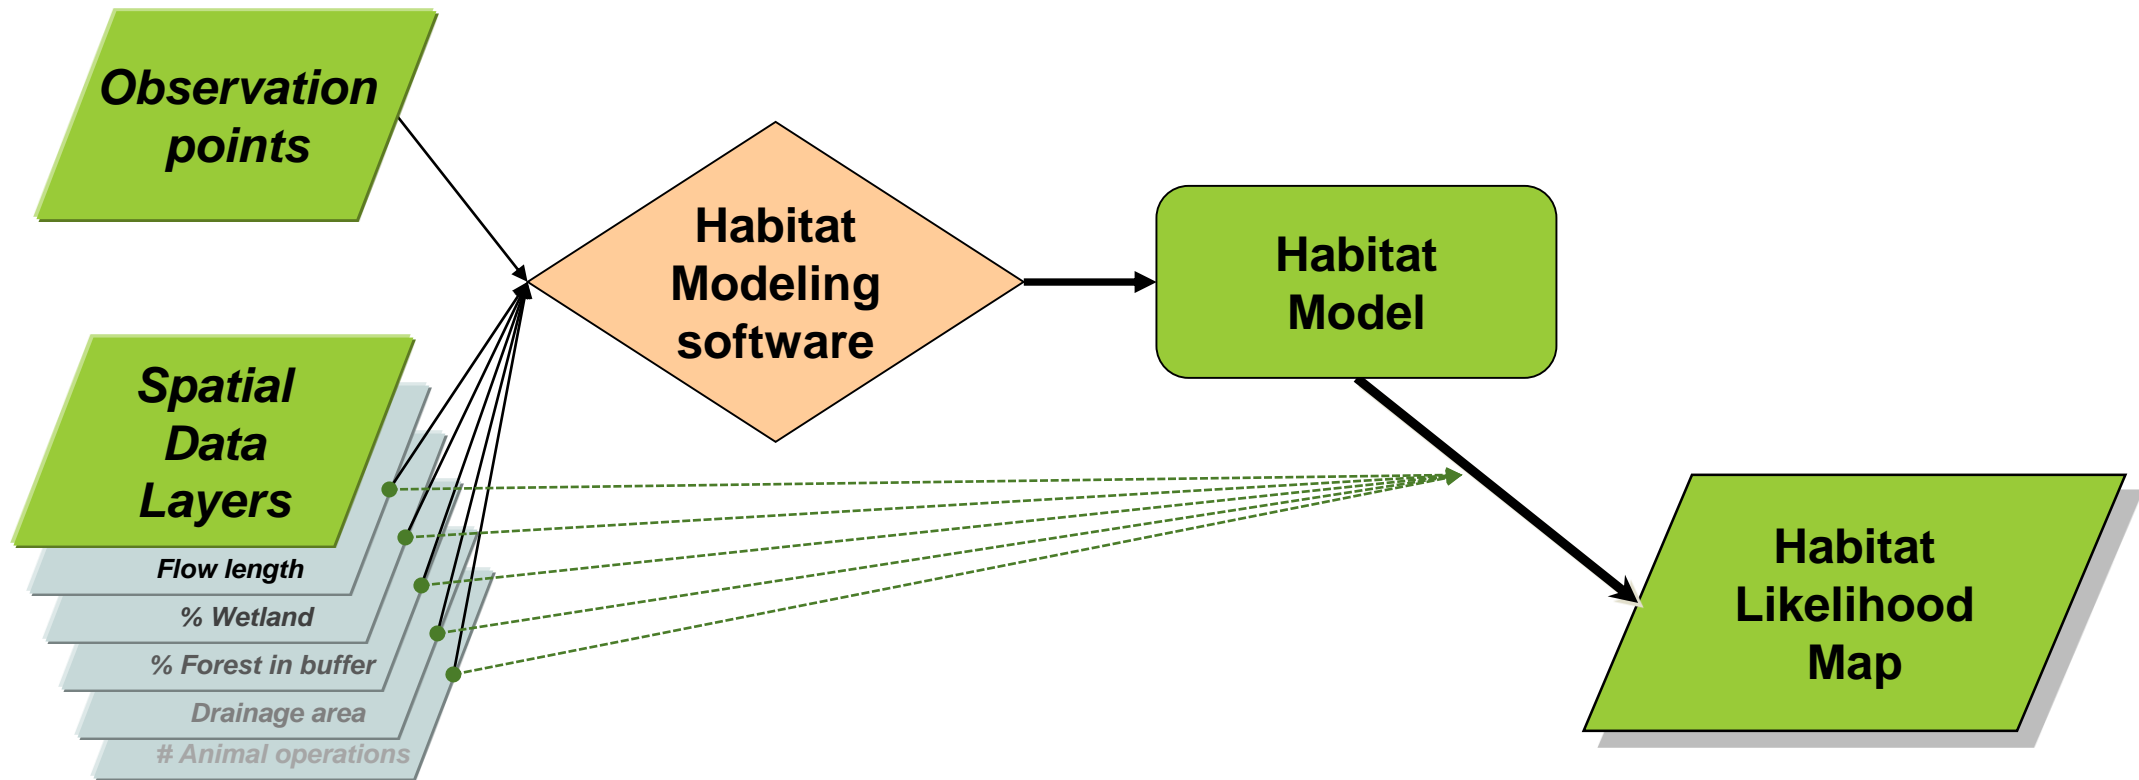 Observation
points
Habitat
Modeling
software
Habitat
Model
Spatial
Data
Layers
Flow length
% Wetland
% Forest in buffer
Drainage area
# Animal operations
Habitat
Likelihood
Map